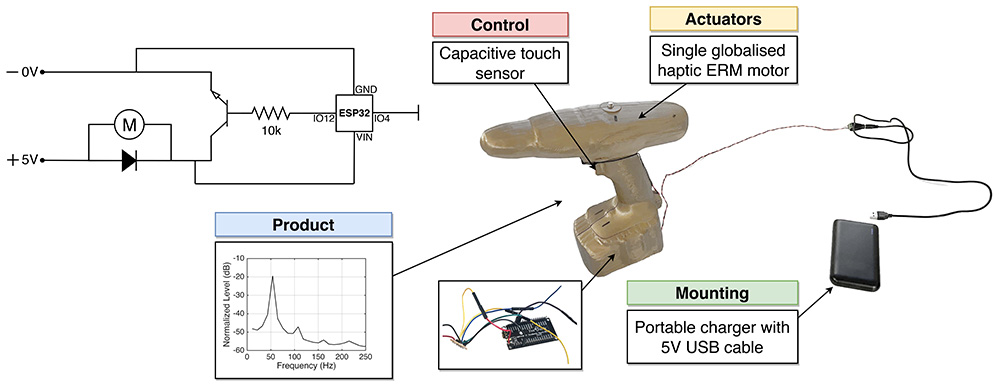 − 0V
M
+ 5V
10k
GND
ESP32
IO12
IO4
VIN
Control
Capacitive touch
sensor
Actuators
Single globalised
haptic ERM motor
Product
Normalized Level (dB)
-10
-20
-30
-40
-50
-60
0
50
100
150
200
250
Frequency (Hz)
Mounting
Portable charger with
5V USB cable